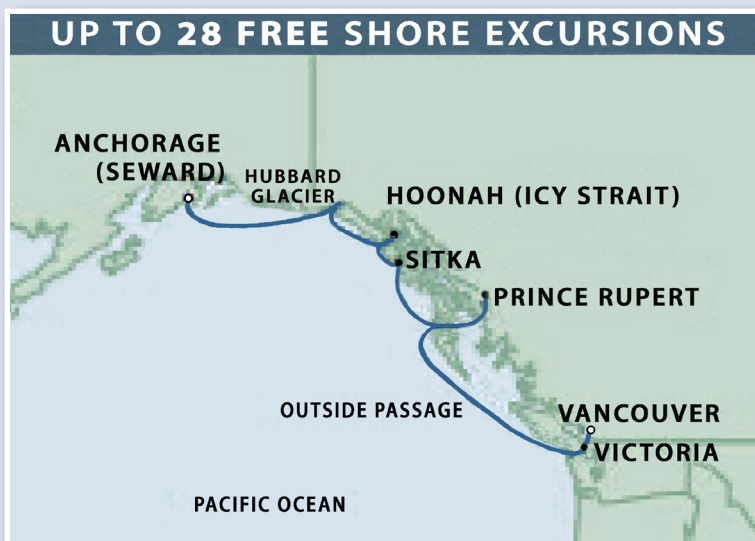 UP TO 28 FREE SHORE EXCURSIONS
ANCHORAGE
(SEWARD)
HUBBARD
GLACIER
HOONAH (ICY STRAIT)
SITKA
PRINCE RUPERT
OUTSIDE PASSAGE
VANCOUVER
VICTORIA
PACIFIC OCEAN